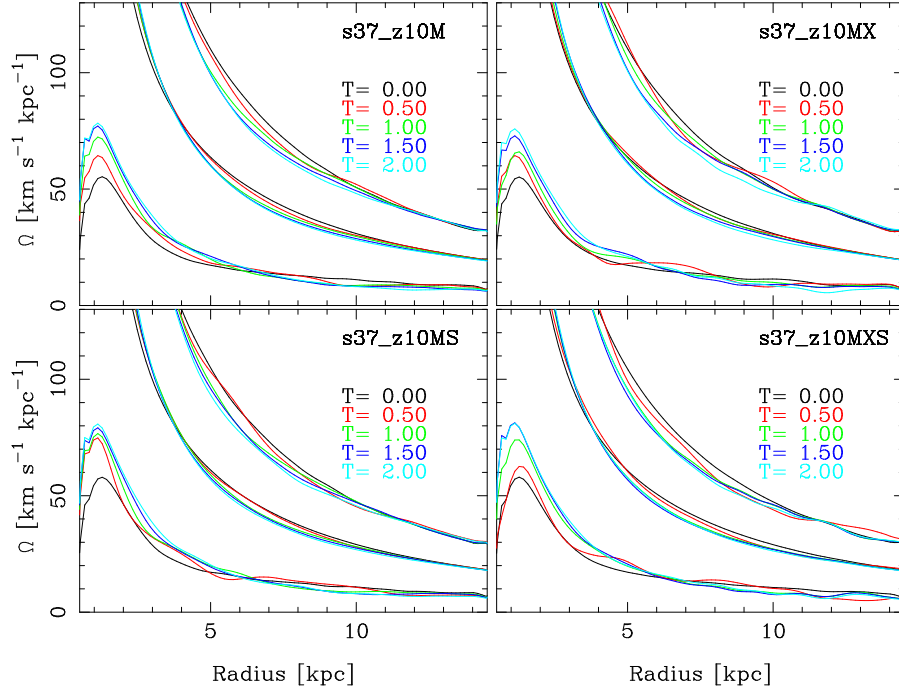 s37_z10M
T= 0.00
T= 0.50
T= 1.00
T= 1.50
T= 2.00
100
50
0
Ω [km s⁻¹ kpc⁻¹]
s37_z10MX
T= 0.00
T= 0.50
T= 1.00
T= 1.50
T= 2.00
s37_z10MS
T= 0.00
T= 0.50
T= 1.00
T= 1.50
T= 2.00
100
50
0
Ω [km s⁻¹ kpc⁻¹]
5 10
Radius [kpc]
s37_z10MXS
T= 0.00
T= 0.50
T= 1.00
T= 1.50
T= 2.00
5 10
Radius [kpc]